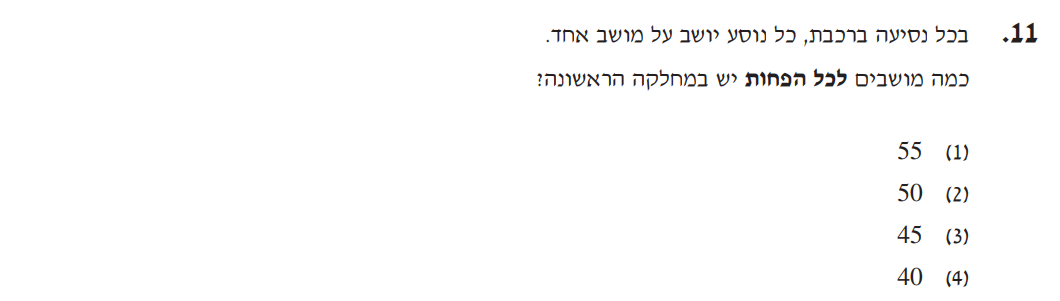 11. בכל נסיעה ברכבת, כל נוסע יושב על מושב אחד.
כמה מושבים לכל הפחות יש במחלקה הראשונה?
(1) 55
(2) 50
(3) 45
(4) 40